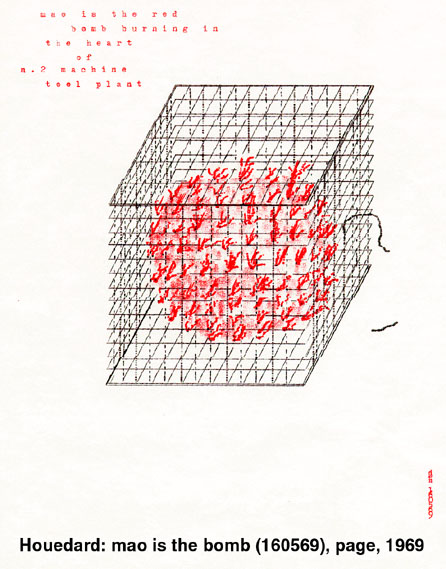 mao is the red
bomb burning in
the heart
of
n.2 machine
tool plant
Houedard: mao is the bomb (160569), page, 1969